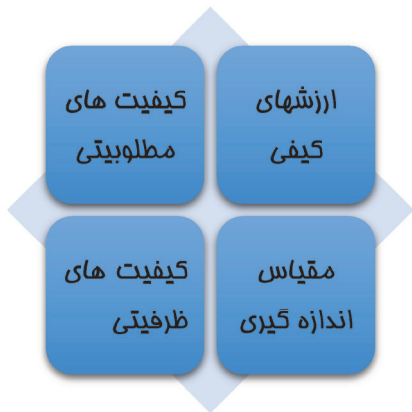 ارزشهای
کیفی
کیفیت های
مطلوبیتی
مقیاس
اندازه گیری
کیفیت های
ظرفیتی